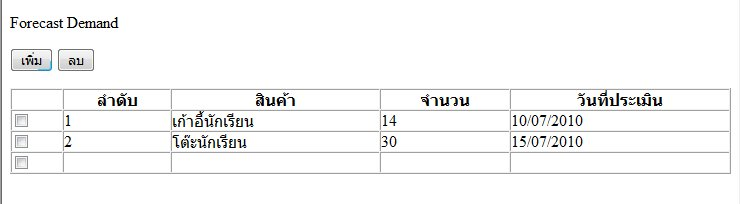 Forecast Demand
เพิ่ม ลบ
ลำดับ สินค้า จำนวน วันที่ประเมิน
1 เก้าอี้นักเรียน 14 10/07/2010
2 โต๊ะนักเรียน 30 15/07/2010